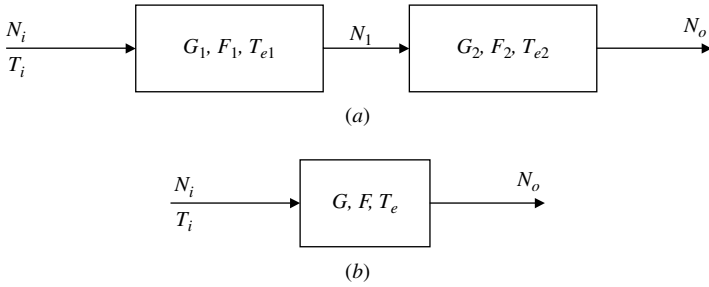 N_i
T_i
G_1, F_1, T_e1
N_1
G_2, F_2, T_e2
N_o
(a)
N_i
T_i
G, F, T_e
N_o
(b)